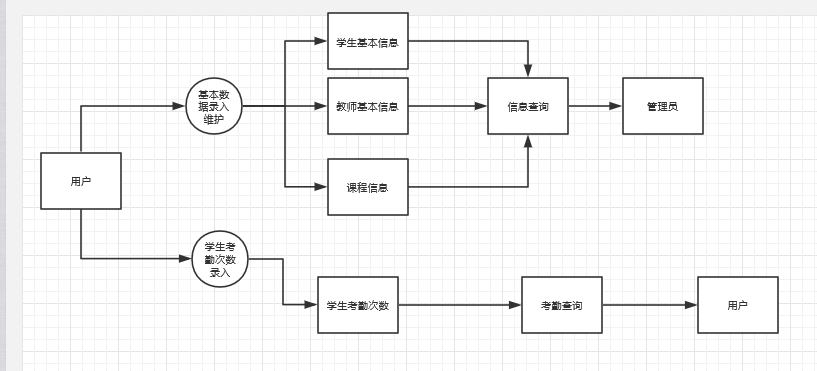 学生基本信息
基本数
据录入
维护
教师基本信息
信息查询
管理员
用户
课程信息
学生考
勤次数
录入
学生考勤次数
考勤查询
用户